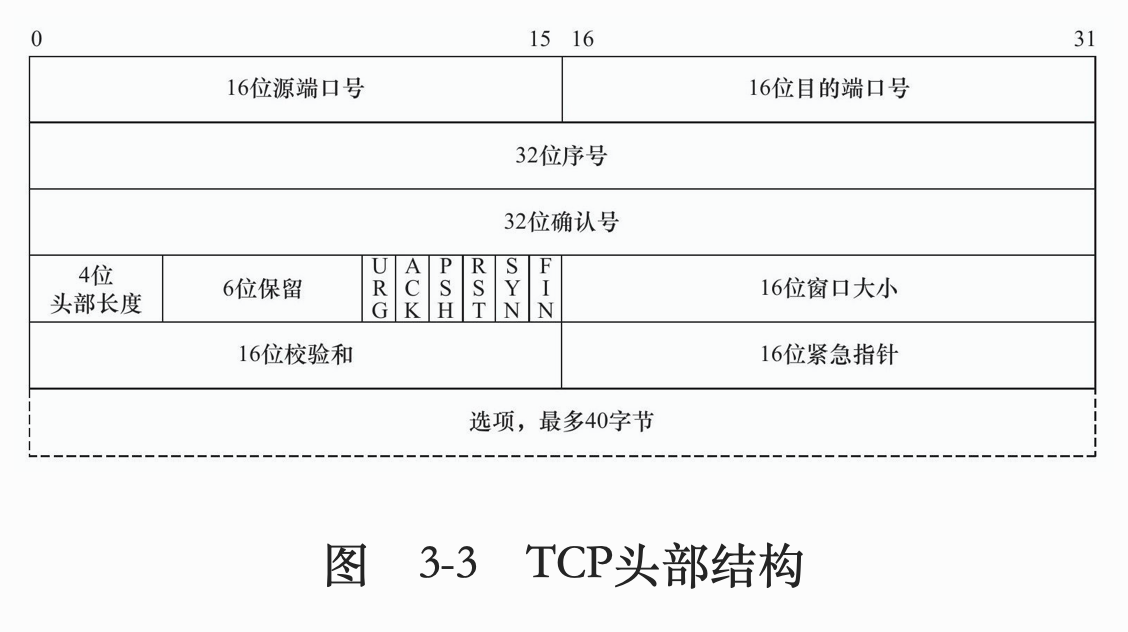 0 15 16 31
16位源端口号 16位目的端口号
32位序号
32位确认号
4位
头部长度
6位保留
URG ACK PSH RST SYN FIN
16位窗口大小
16位校验和 16位紧急指针
选项，最多40字节
图 3-3 TCP头部结构